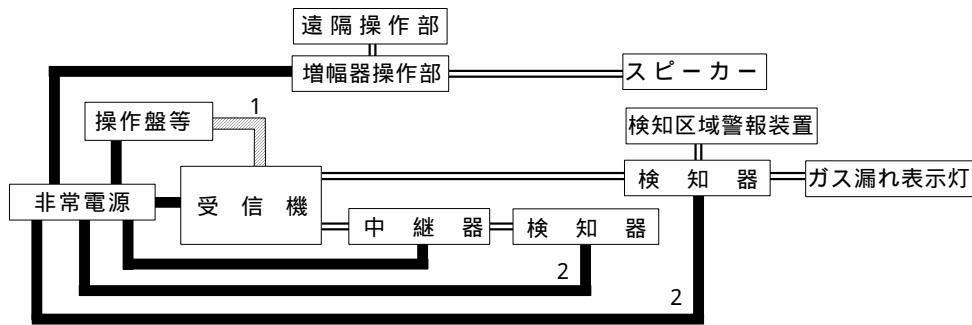 遠隔操作部
増幅器操作部
スピーカー
1
操作盤等
検知区域警報装置
検知器
ガス漏れ表示灯
非常電源
受信機
中継器
検知器
2
2